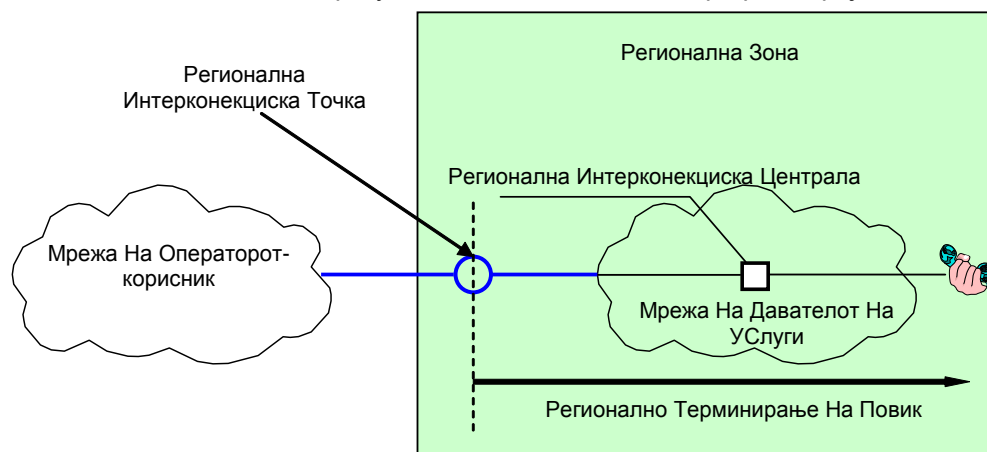 Регионална Зона
Регионална
Интерконекциска Точка
Регионална Интерконекциска Централа
Мрежа На Операторот-
корисник
Мрежа На Давателот На
УСлуги
Регионално Терминирање На Повик